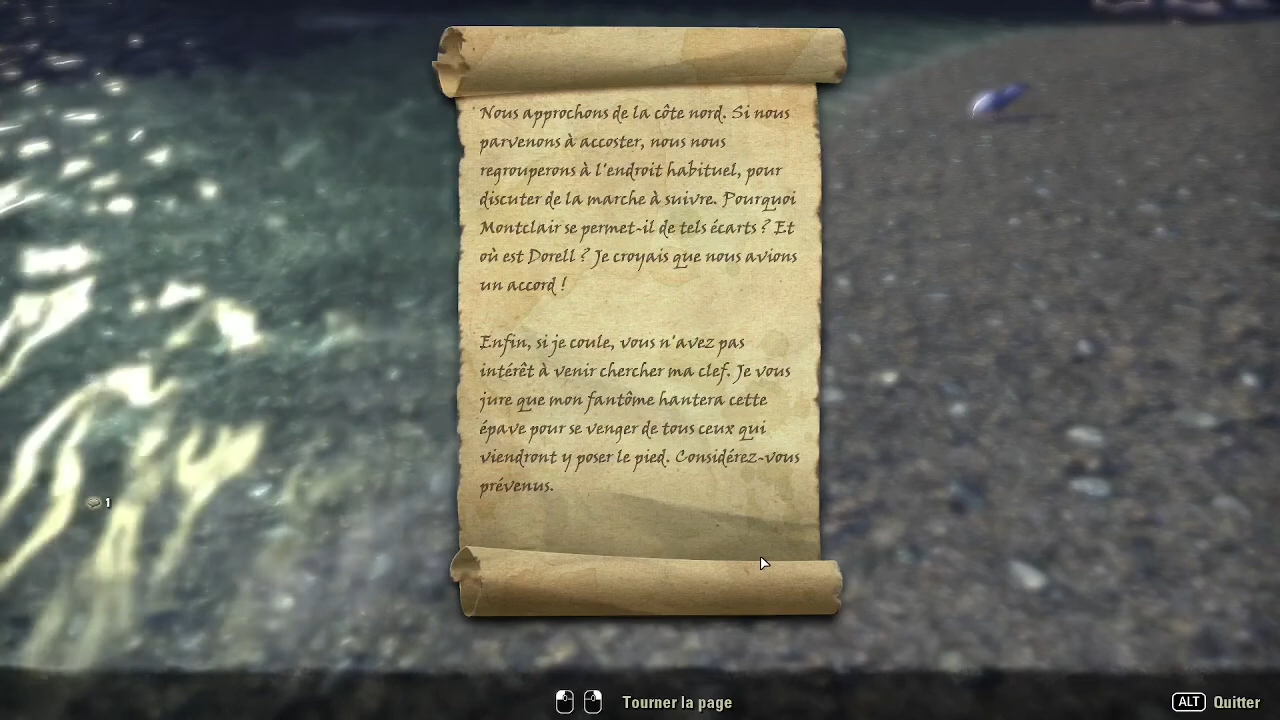 Nous approchons de la côte nord. Si nous
parvenons à accoster, nous nous
regrouperons à l'endroit habituel, pour
discuter de la marche à suivre. Pourquoi
Montclair se permet-il de tels écarts ? Et
où est Dorell ? Je croyais que nous avions
un accord !
Enfin, si je coule, vous n'avez pas
intérêt à venir chercher ma clef. Je vous
jure que mon fantôme hantera cette
épave pour se venger de tous ceux qui
viendront y poser le pied. Considérez-vous
prévenus.
1
Tourner la page
ALT Quitter